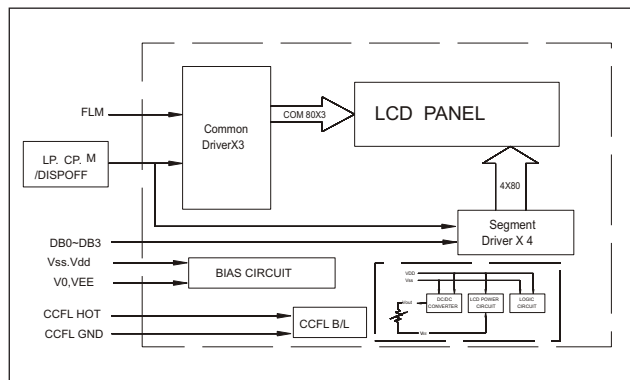 FLM
Common
DriverX3
COM 80X3
LCD PANEL
LP. CP. M
/DISPOFF
4X80
Segment
Driver X 4
DB0~DB3
Vss.Vdd
V0,VEE
BIAS CIRCUIT
CCFL HOT
CCFL GND
CCFL B/L
VDD
Vss
DC/DC
CONVERTER
LCD POWER
CIRCUIT
LOGIC
CIRCUIT